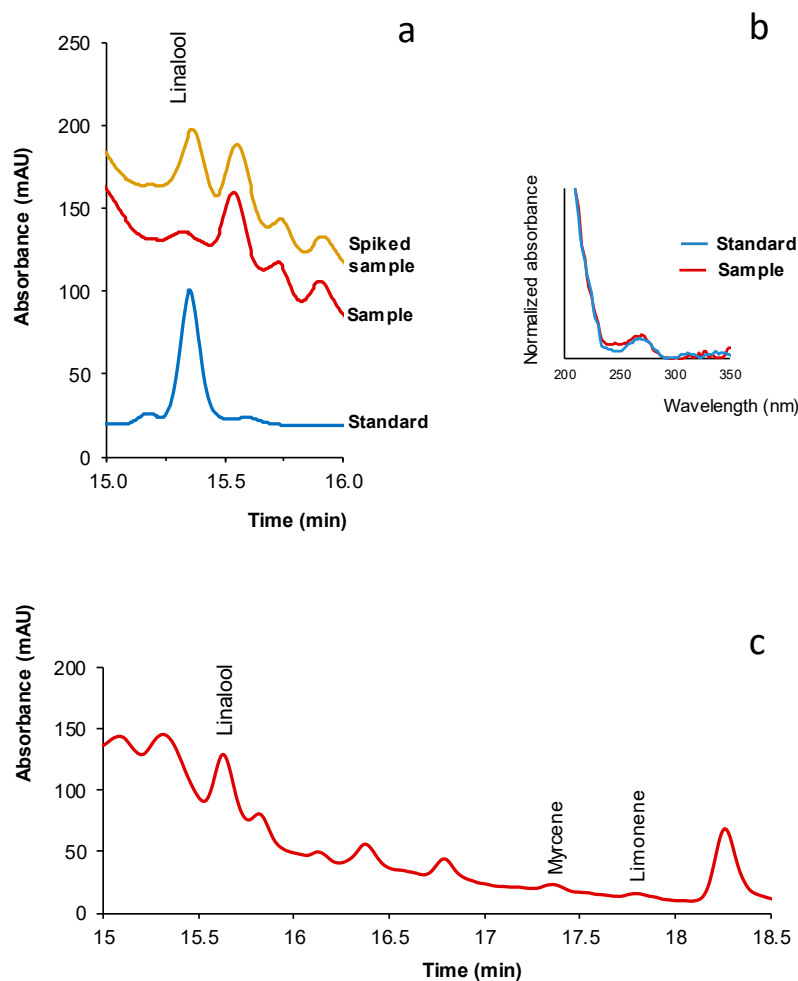 a
b
250
200
150
100
50
0
Absorbance (mAU)
Linalool
Spiked
sample
Sample
Standard
15.0
15.5
16.0
Time (min)
Normalized absorbance
Standard
Sample
200
250
300
350
Wavelength (nm)
c
200
150
100
50
0
Absorbance (mAU)
Linalool
Myrcene
Limonene
15
15.5
16
16.5
17
17.5
18
18.5
Time (min)